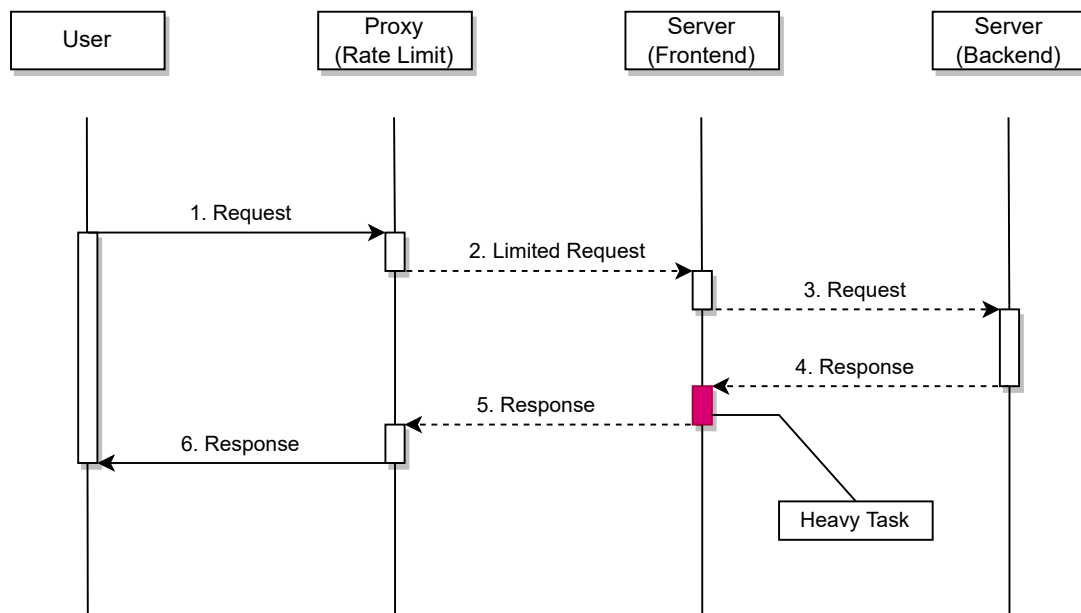 User
Proxy
(Rate Limit)
Server
(Frontend)
Server
(Backend)
1. Request
2. Limited Request
3. Request
4. Response
5. Response
6. Response
Heavy Task